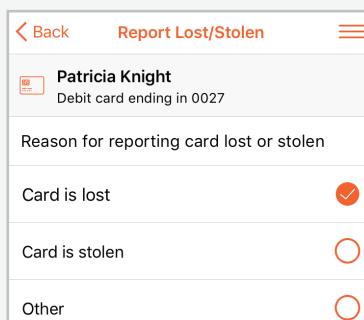 Back Report Lost/Stolen
Patricia Knight
Debit card ending in 0027
Reason for reporting card lost or stolen
Card is lost
Card is stolen
Other